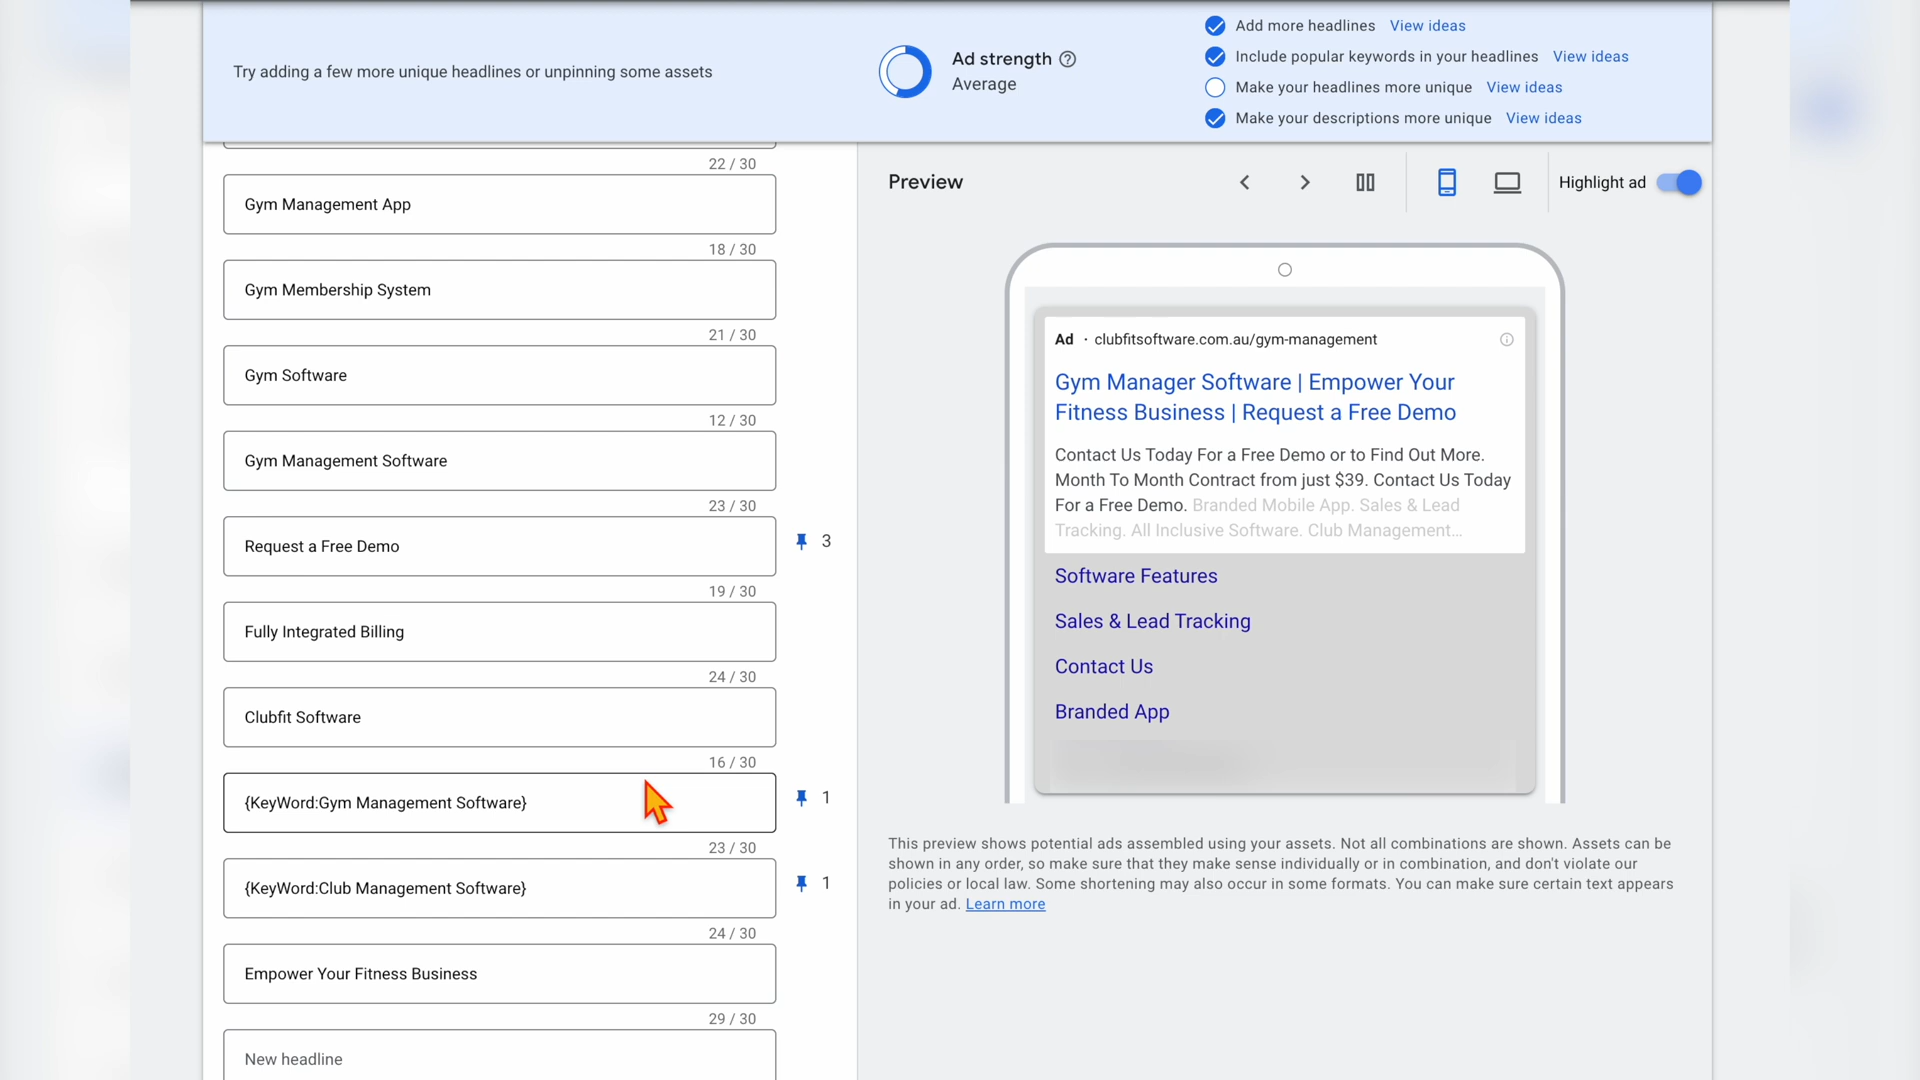 Add more headlines View ideas
Try adding a few more unique headlines or unpinning some assets
Ad strength
Average
Include popular keywords in your headlines View ideas
Make your headlines more unique View ideas
Make your descriptions more unique View ideas
22 / 30
Gym Management App
18 / 30
Gym Membership System
21 / 30
Gym Software
12 / 30
Gym Management Software
23 / 30
Request a Free Demo
3
19 / 30
Fully Integrated Billing
24 / 30
Clubfit Software
16 / 30
{KeyWord:Gym Management Software}
1
23 / 30
{KeyWord:Club Management Software}
1
24 / 30
Empower Your Fitness Business
29 / 30
New headline
Preview
Highlight ad
Ad · clubfitsoftware.com.au/gym-management
Gym Manager Software | Empower Your
Fitness Business | Request a Free Demo
Contact Us Today For a Free Demo or to Find Out More.
Month To Month Contract from just $39. Contact Us Today
For a Free Demo. Branded Mobile App. Sales & Lead
Tracking. All Inclusive Software. Club Management...
Software Features
Sales & Lead Tracking
Contact Us
Branded App
This preview shows potential ads assembled using your assets. Not all combinations are shown. Assets can be
shown in any order, so make sure that they make sense individually or in combination, and don't violate our
policies or local law. Some shortening may also occur in some formats. You can make sure certain text appears
in your ad. Learn more